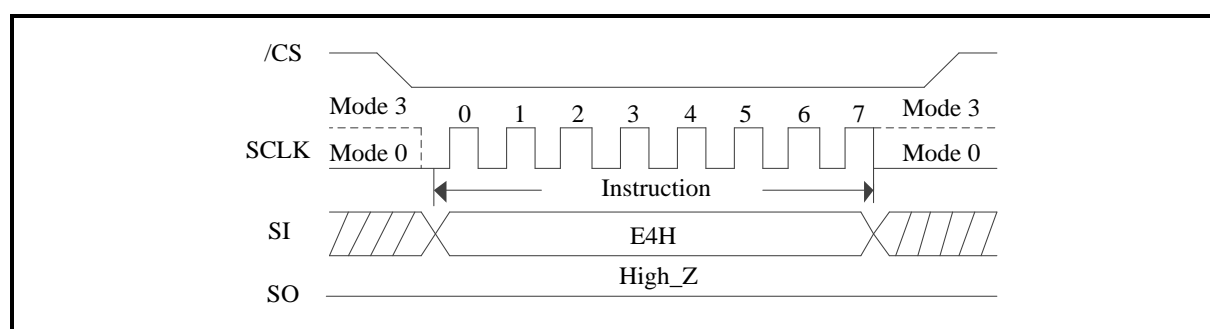 /CS
Mode 3 0 1 2 3 4 5 6 7 Mode 3
SCLK Mode 0 Mode 0
Instruction
SI E4H
High_Z
SO